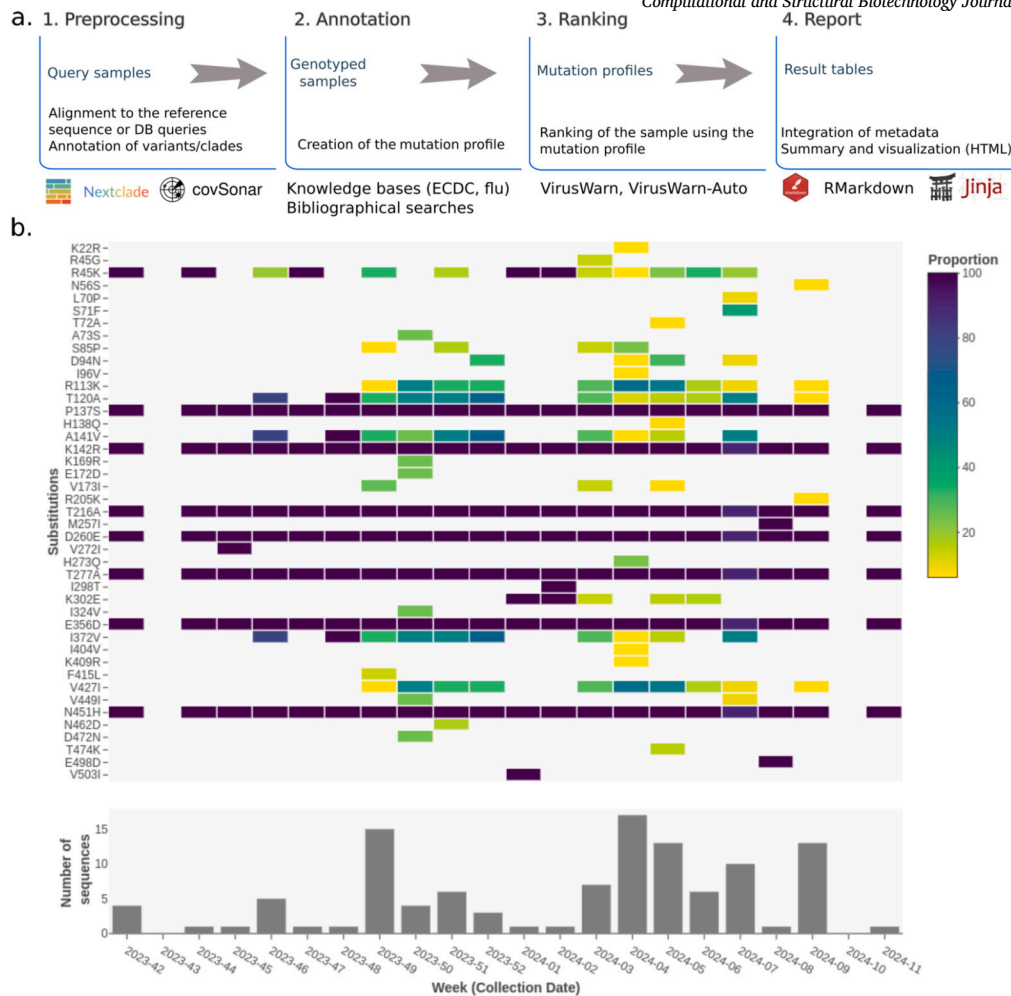 Computational and Structural Biotechnology Journa
a. 1. Preprocessing
2. Annotation
3. Ranking
4. Report
Query samples
Genotyped
samples
Mutation profiles
Result tables
Alignment to the reference
sequence or DB queries
Annotation of variants/clades
Creation of the mutation profile
Ranking of the sample using the
mutation profile
Integration of metadata
Summary and visualization (HTML)
Nextclade
covSonar
Knowledge bases (ECDC, flu)
Bibliographical searches
VirusWarn, VirusWarn-Auto
RMarkdown
Jinja
b.
Substitutions
K22R
R45G
R45K
N56S
L70P
S71F
T72A
A73S
S85P
D94N
I96V
R113K
T120A
P137S
H138Q
A141V
K142R
K169R
E172D
V173I
R205K
T216A
M257I
D260E
V272I
H273Q
T277A
I298T
K302E
I324V
E356D
I372V
I404V
K409R
F415L
V427I
V449I
N451H
N462D
D472N
T474K
E498D
V503I
Proportion
100
80
60
40
20
Number of
sequences
15
10
5
0
2023-42
2023-43
2023-44
2023-45
2023-46
2023-47
2023-48
2023-49
2023-50
2023-51
2023-52
2024-01
2024-02
2024-03
2024-04
2024-05
2024-06
2024-07
2024-08
2024-09
2024-10
2024-11
Week (Collection Date)